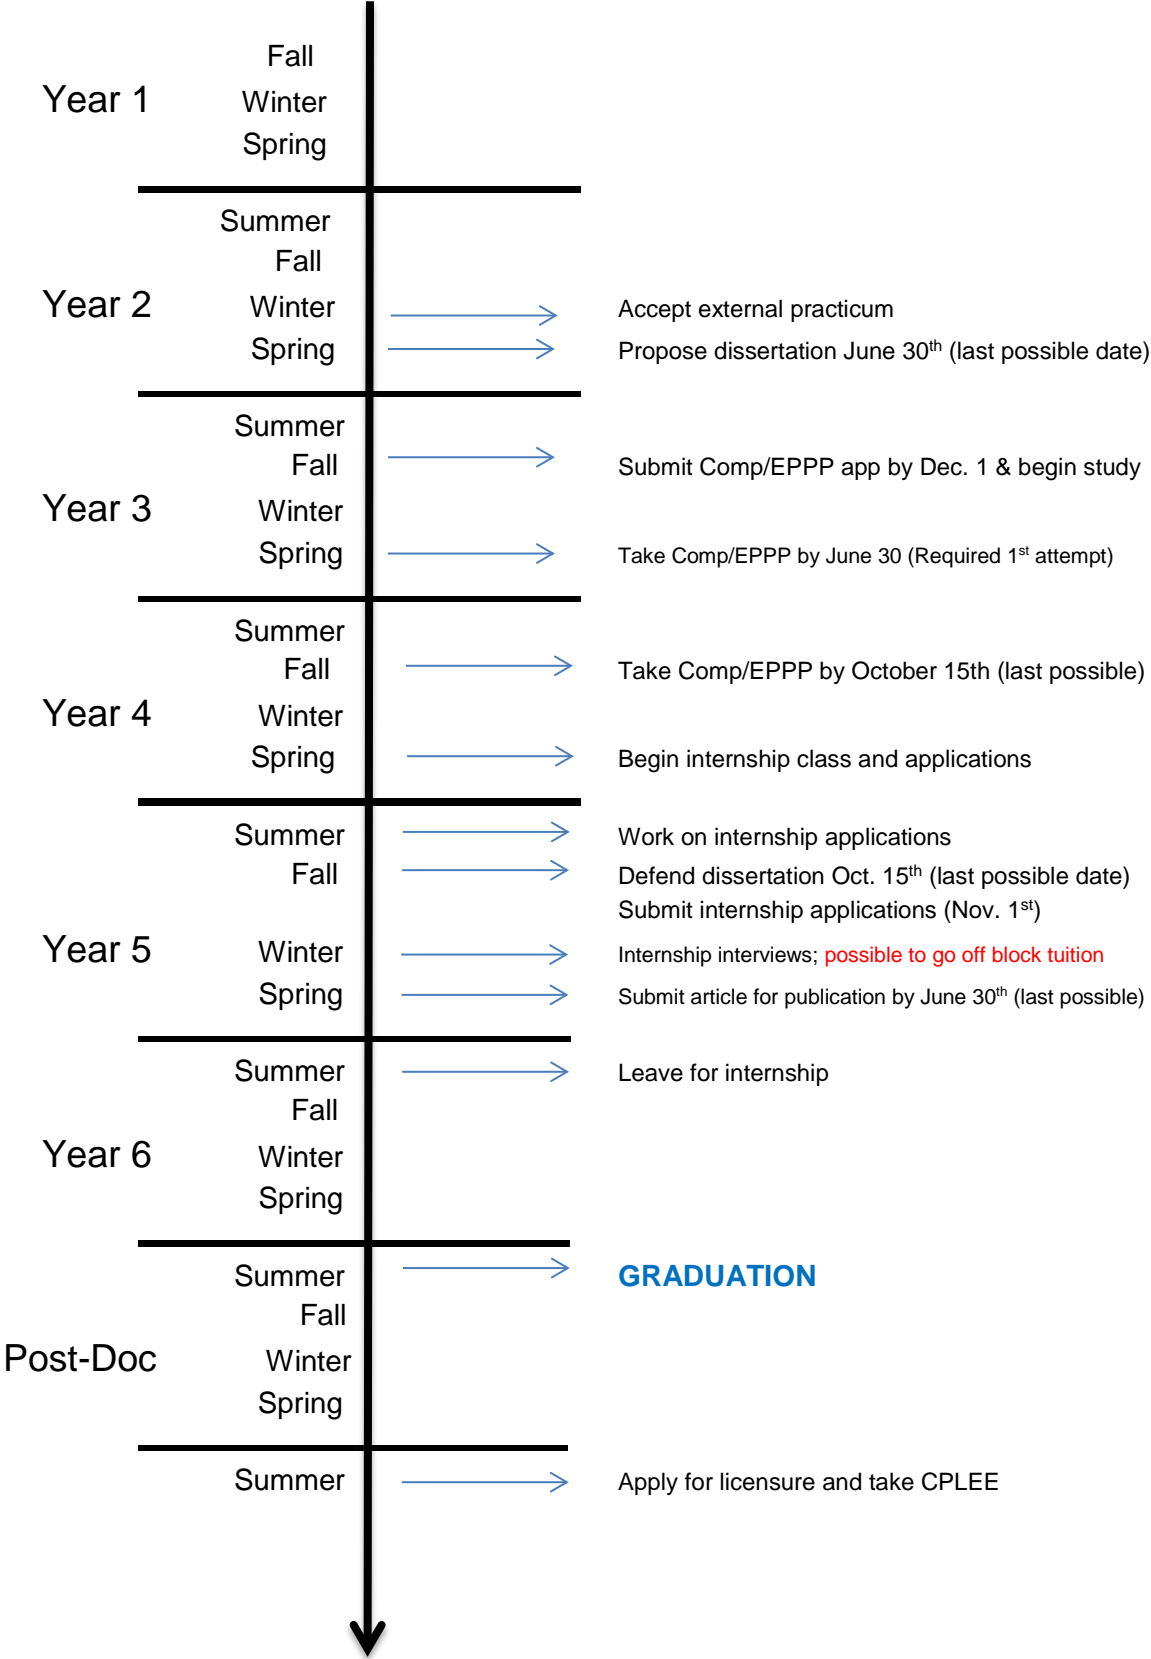 Fall
Year 1 Winter
Spring
Summer
Fall
Year 2 Winter Accept external practicum
Spring Propose dissertation June 30th (last possible date)
Summer
Fall Submit Comp/EPPP app by Dec. 1 & begin study
Year 3 Winter
Spring Take Comp/EPPP by June 30 (Required 1st attempt)
Summer
Fall Take Comp/EPPP by October 15th (last possible)
Year 4 Winter
Spring Begin internship class and applications
Summer Work on internship applications
Fall Defend dissertation Oct. 15th (last possible date)
Submit internship applications (Nov. 1st)
Year 5 Winter Internship interviews; possible to go off block tuition
Spring Submit article for publication by June 30th (last possible)
Summer Leave for internship
Fall
Year 6 Winter
Spring
Summer GRADUATION
Fall
Post-Doc Winter
Spring
Summer Apply for licensure and take CPLEE